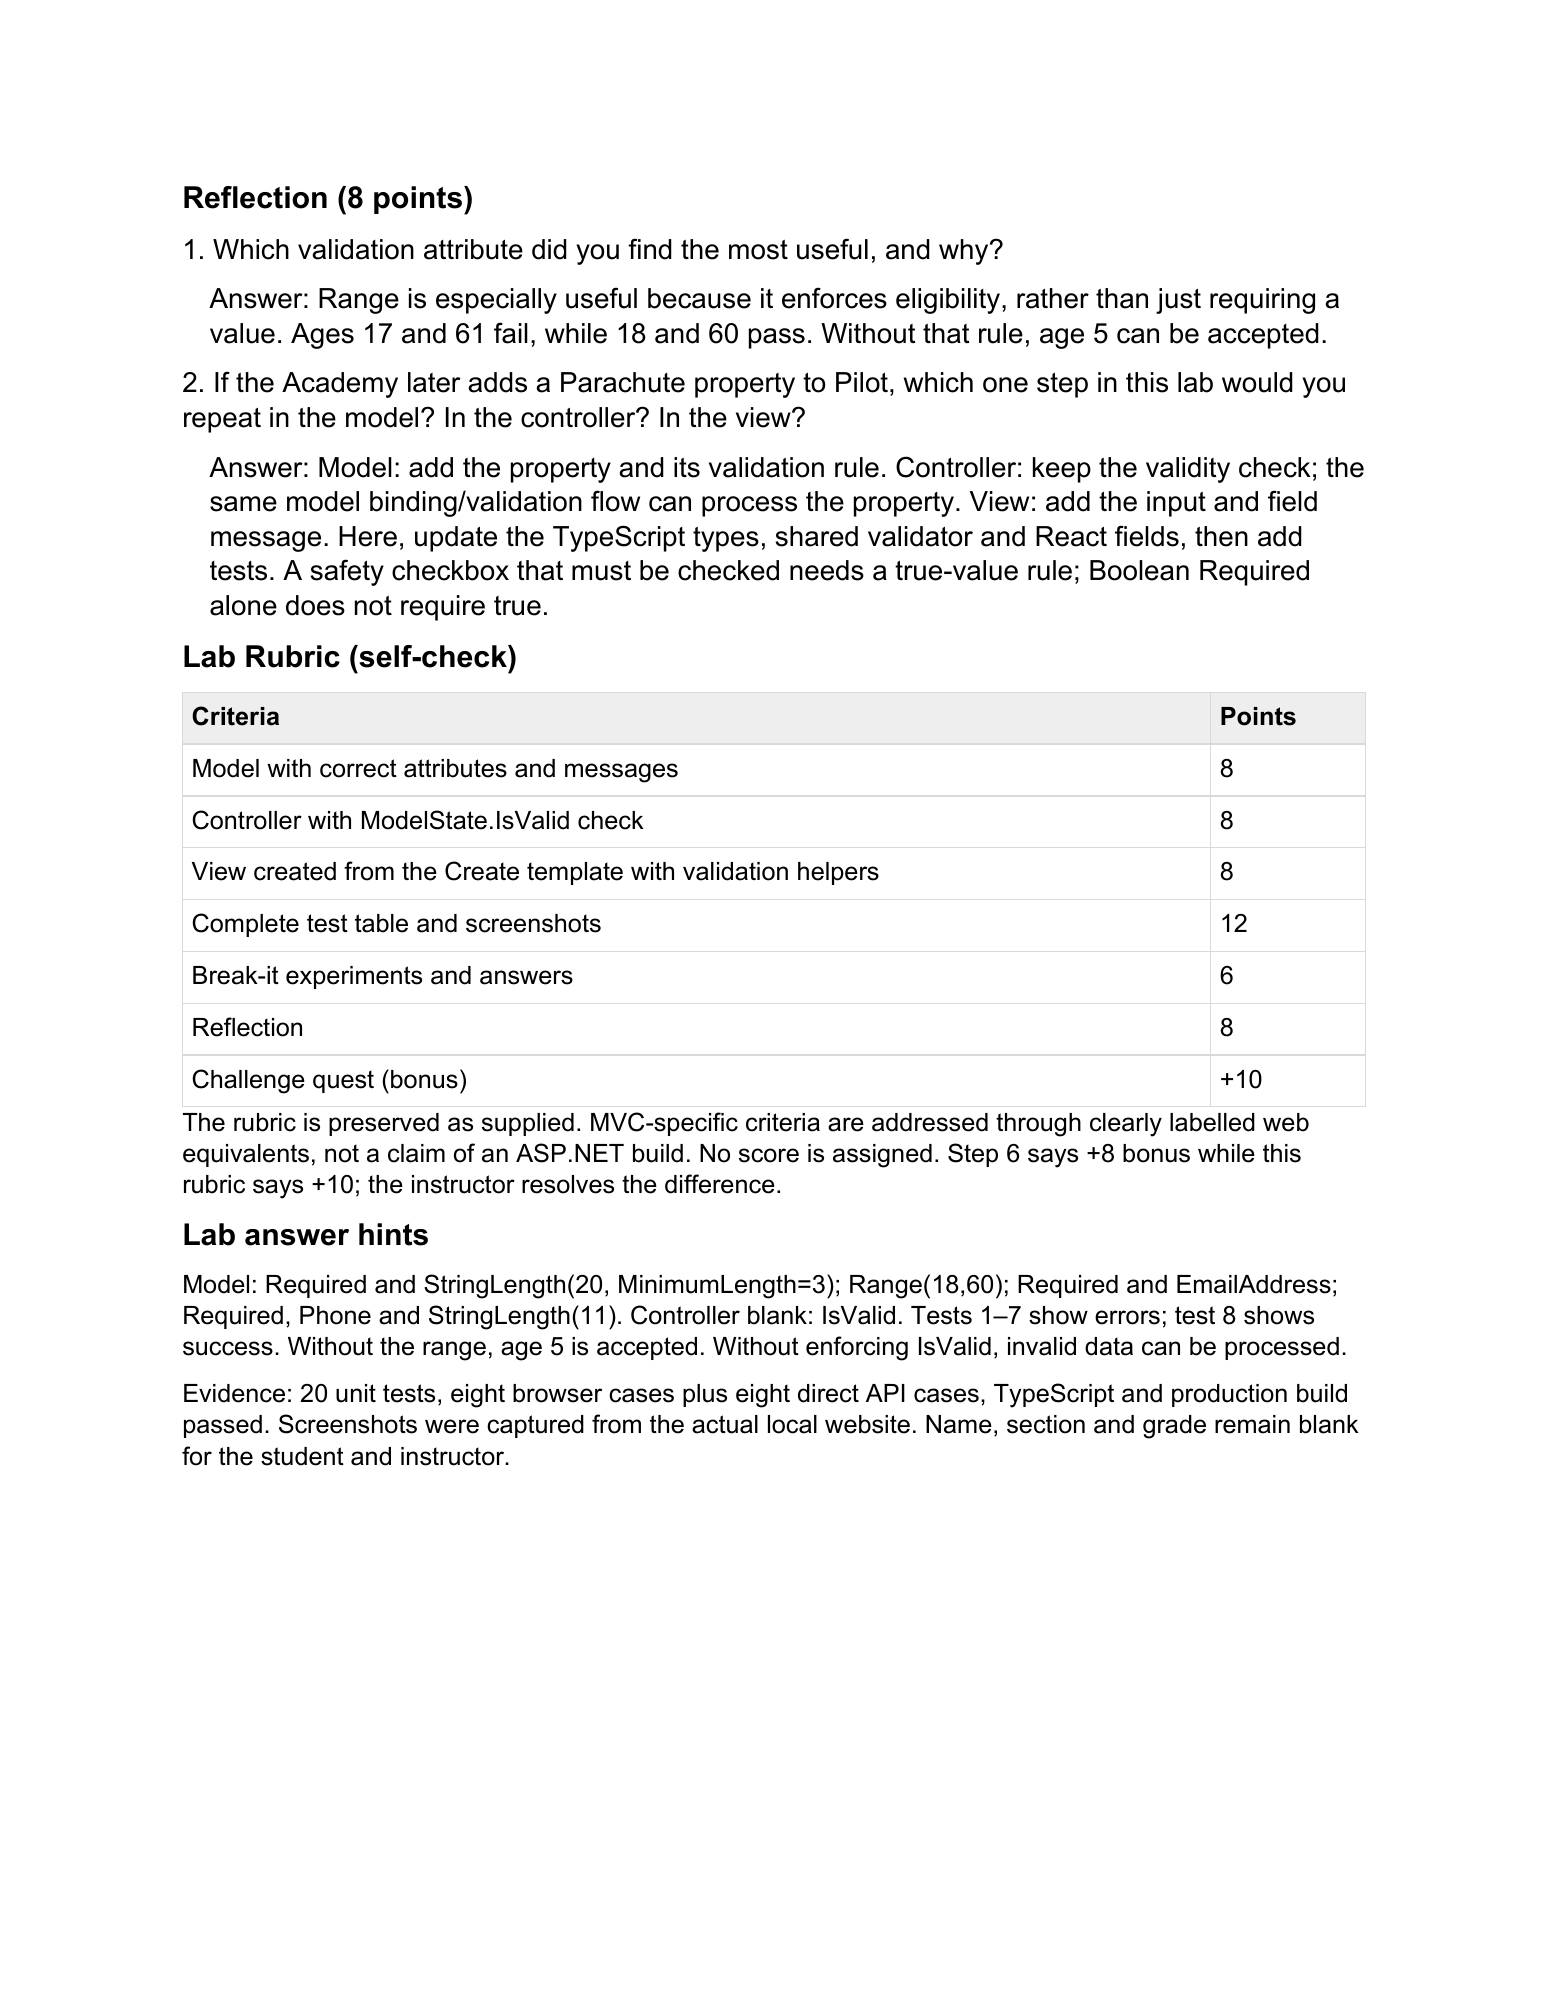 Reflection (8 points)
1. Which validation attribute did you find the most useful, and why?
Answer: Range is especially useful because it enforces eligibility, rather than just requiring a
value. Ages 17 and 61 fail, while 18 and 60 pass. Without that rule, age 5 can be accepted.
2. If the Academy later adds a Parachute property to Pilot, which one step in this lab would you
repeat in the model? In the controller? In the view?
Answer: Model: add the property and its validation rule. Controller: keep the validity check; the
same model binding/validation flow can process the property. View: add the input and field
message. Here, update the TypeScript types, shared validator and React fields, then add
tests. A safety checkbox that must be checked needs a true-value rule; Boolean Required
alone does not require true.
Lab Rubric (self-check)
Criteria Points
Model with correct attributes and messages 8
Controller with ModelState.IsValid check 8
View created from the Create template with validation helpers 8
Complete test table and screenshots 12
Break-it experiments and answers 6
Reflection 8
Challenge quest (bonus) +10
The rubric is preserved as supplied. MVC-specific criteria are addressed through clearly labelled web
equivalents, not a claim of an ASP.NET build. No score is assigned. Step 6 says +8 bonus while this
rubric says +10; the instructor resolves the difference.
Lab answer hints
Model: Required and StringLength(20, MinimumLength=3); Range(18,60); Required and EmailAddress;
Required, Phone and StringLength(11). Controller blank: IsValid. Tests 1–7 show errors; test 8 shows
success. Without the range, age 5 is accepted. Without enforcing IsValid, invalid data can be processed.
Evidence: 20 unit tests, eight browser cases plus eight direct API cases, TypeScript and production build
passed. Screenshots were captured from the actual local website. Name, section and grade remain blank
for the student and instructor.